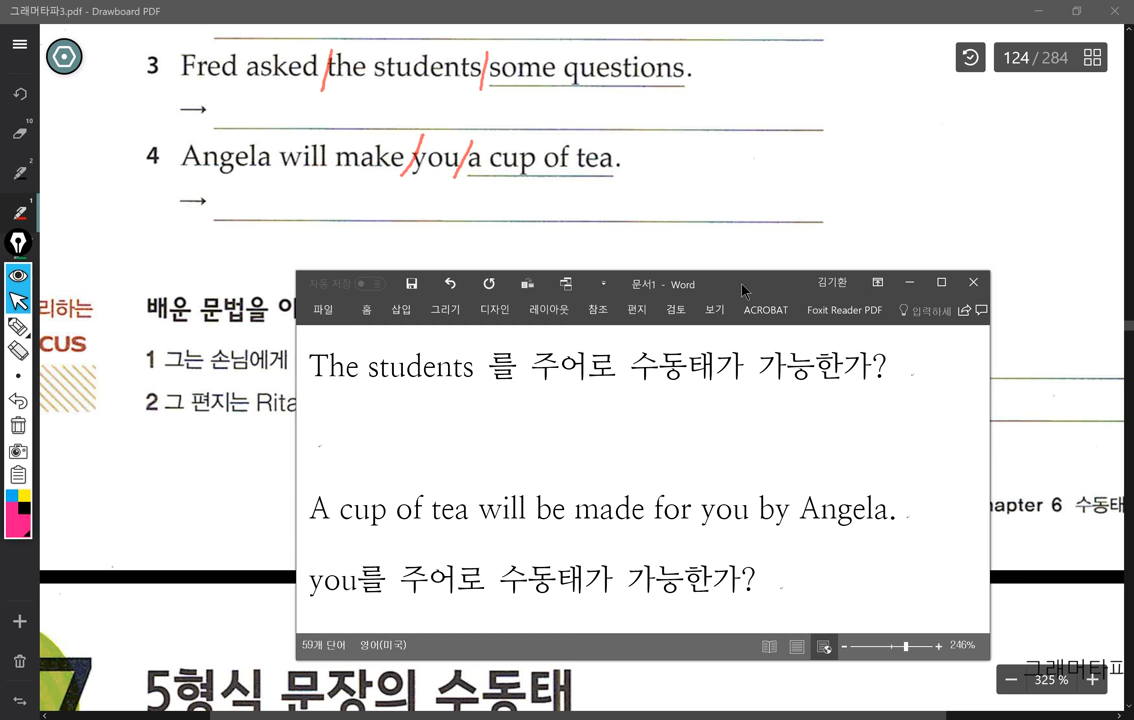 그래머타파3.pdf - Drawboard PDF
3 Fred asked the students some questions.
→
124 / 284
4 Angela will make you a cup of tea.
→
10
2
1
자동 저장
문서1 - Word
김기환
파일 홈 삽입 그리기 디자인 레이아웃 참조 편지 검토 보기 ACROBAT Foxit Reader PDF 입력하세
The students 를 주어로 수동태가 가능한가?
A cup of tea will be made for you by Angela.
you를 주어로 수동태가 가능한가?
59개 단어 영어(미국)
246%
리하는
CUS
배운 문법을 이
1 그는 손님에게
2 그 편지는 Rita
apter 6 수동태
7
5형식 문장의 수동태
그래머타파
325 %